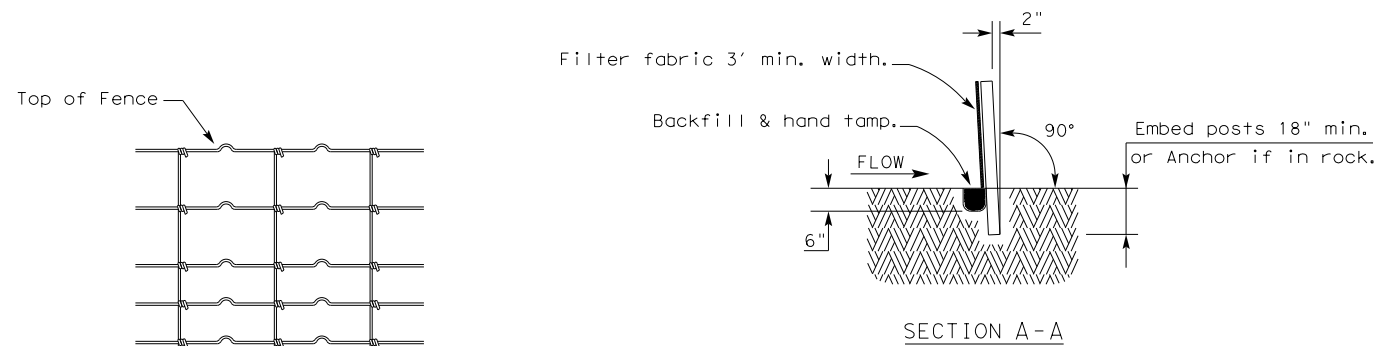 2"
Filter fabric 3' min. width.
Top of Fence
Backfill & hand tamp.
90°
Embed posts 18" min.
or Anchor if in rock.
FLOW
6"
SECTION A-A